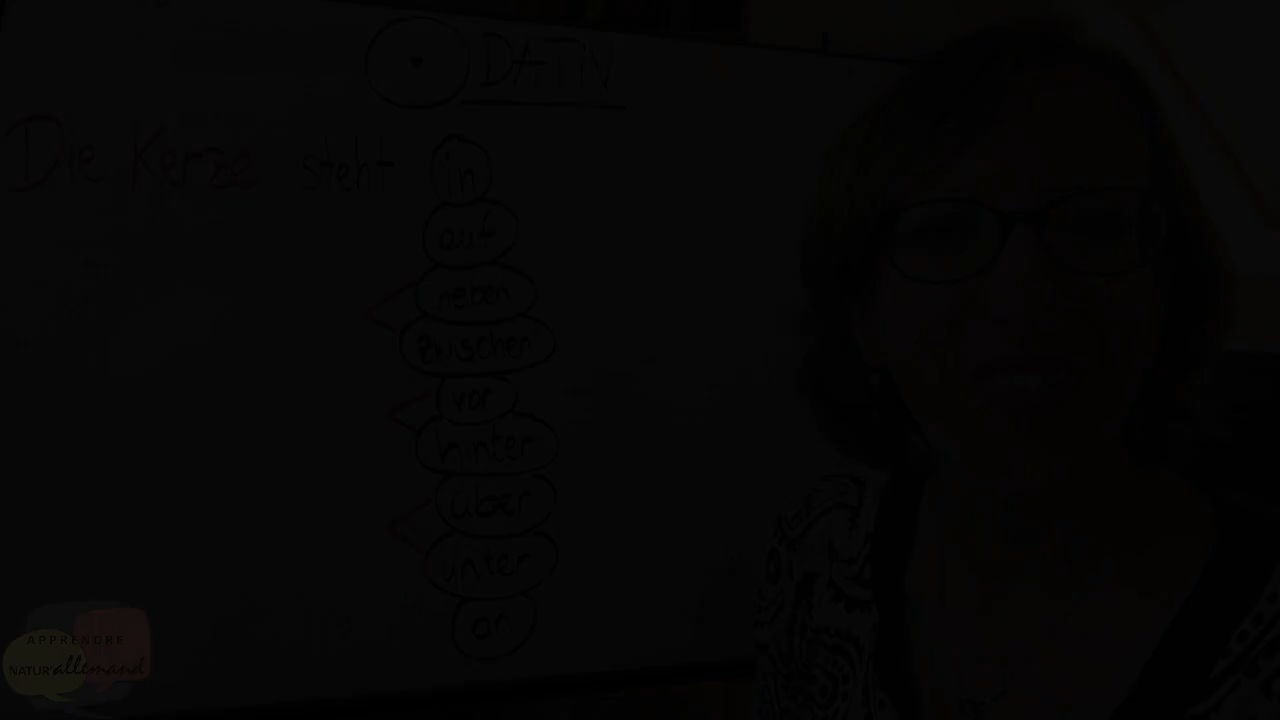 DATIV
Die Kerze steht in
auf
neben
zwischen
vor
hinter
über
unter
an
APPRENDRE
NATUR'allemand